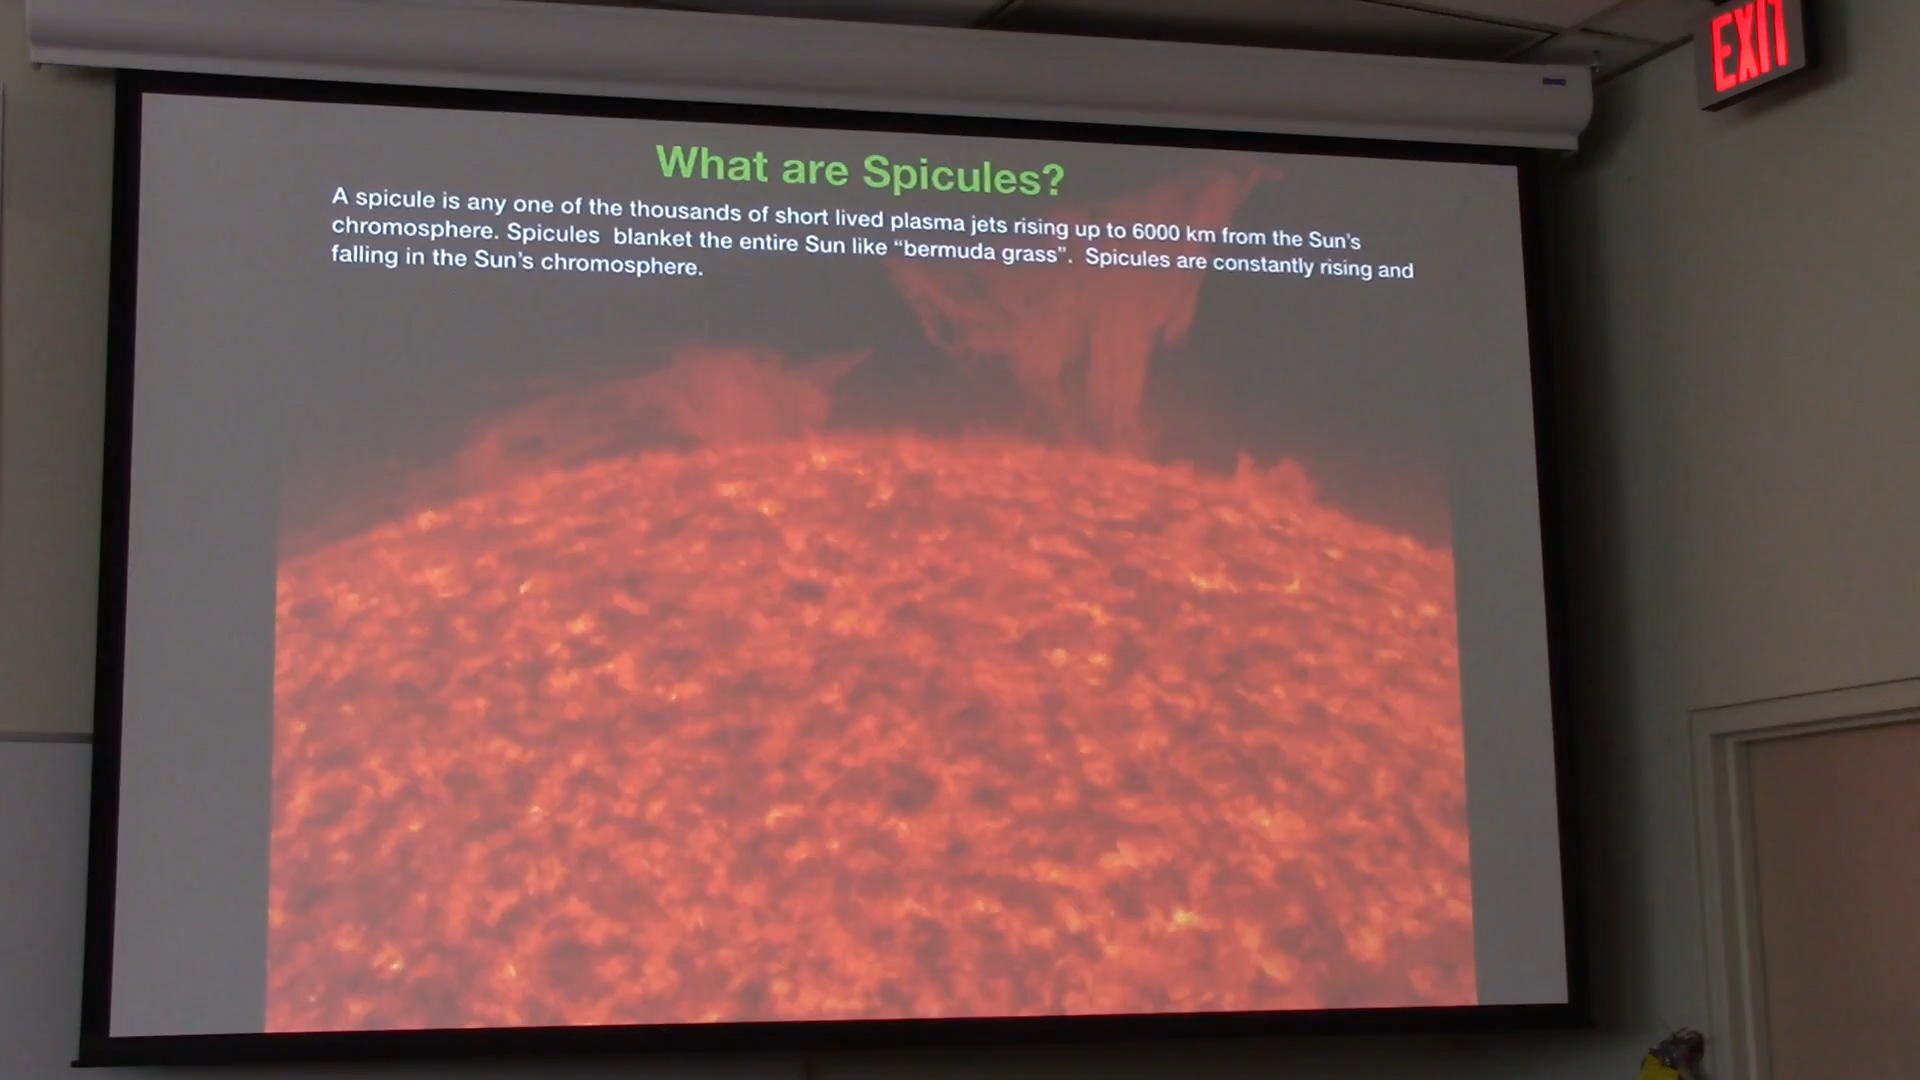 EXIT
What are Spicules?
A spicule is any one of the thousands of short lived plasma jets rising up to 6000 km from the Sun's
chromosphere. Spicules  blanket the entire Sun like “bermuda grass”.  Spicules are constantly rising and
falling in the Sun's chromosphere.